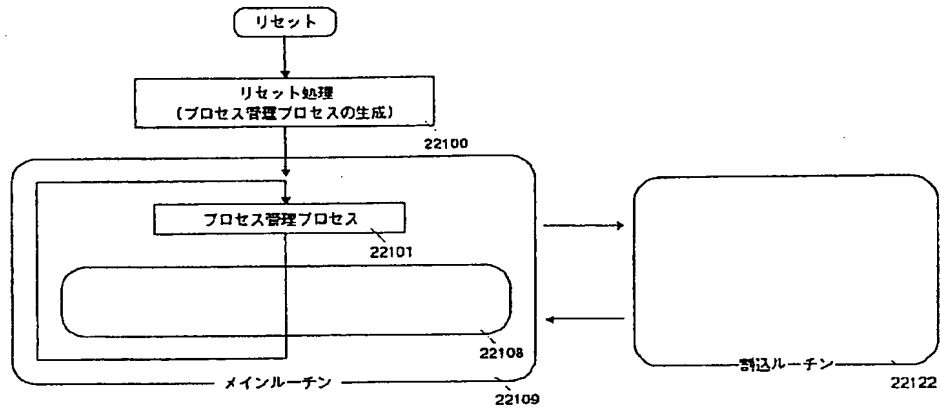 リセット
リセット処理
(プロセス管理プロセスの生成)
22100
プロセス管理プロセス
22101
22108
メインルーチン
22109
割込ルーチン
22122